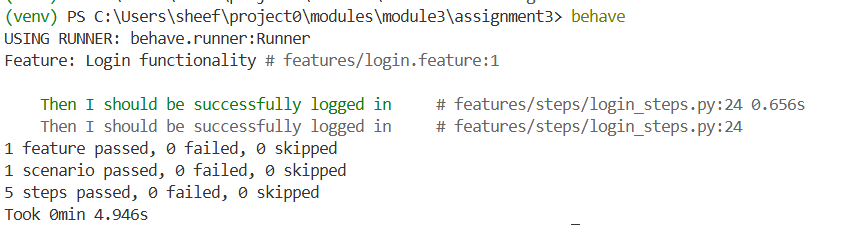 (venv) PS C:\Users\sheef\project0\modules\module3\assignment3> behave
USING RUNNER: behave.runner:Runner
Feature: Login functionality # features/login.feature:1
    Then I should be successfully logged in     # features/steps/login_steps.py:24 0.656s
    Then I should be successfully logged in     # features/steps/login_steps.py:24
1 feature passed, 0 failed, 0 skipped
1 scenario passed, 0 failed, 0 skipped
5 steps passed, 0 failed, 0 skipped
Took 0min 4.946s